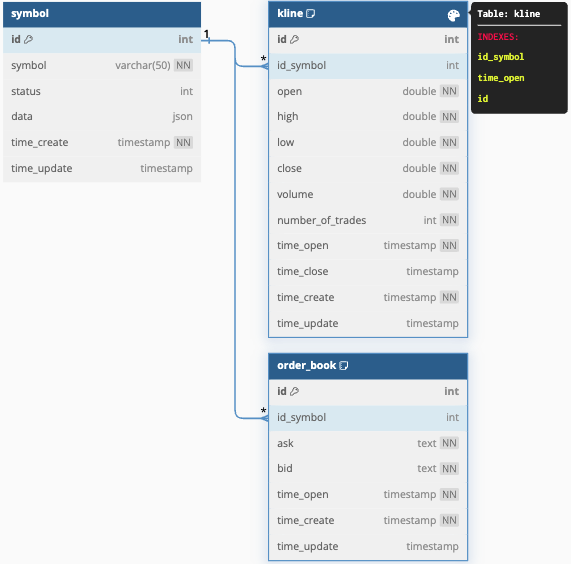 symbol
id int
symbol varchar(50) NN
status int
data json
time_create timestamp NN
time_update timestamp
1
*
kline
id int
id_symbol int
open double NN
high double NN
low double NN
close double NN
volume double NN
number_of_trades int NN
time_open timestamp NN
time_close timestamp
time_create timestamp NN
time_update timestamp
Table: kline
INDEXES:
id_symbol
time_open
id
*
order_book
id int
id_symbol int
ask text NN
bid text NN
time_open timestamp NN
time_create timestamp NN
time_update timestamp